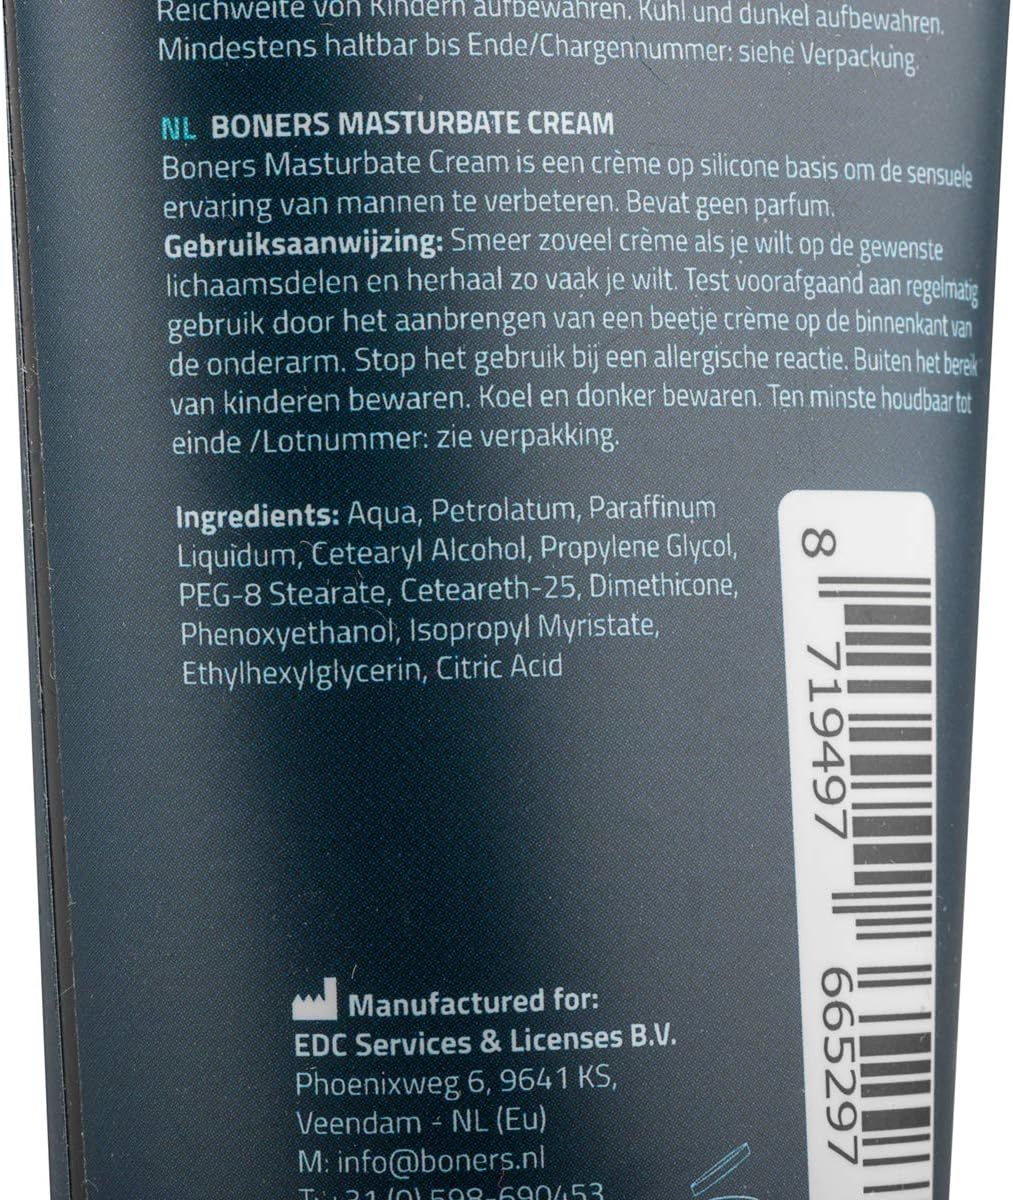 Reichweite von Kindern aufbewahren. Kühl und dunkel aufbewahren.
Mindestens haltbar bis Ende/Chargennummer: siehe Verpackung.
NL BONERS MASTURBATE CREAM
Boners Masturbate Cream is een crème op silicone basis om de sensuele
ervaring van mannen te verbeteren. Bevat geen parfum.
Gebruiksaanwijzing: Smeer zoveel crème als je wilt op de gewenste
lichaamsdelen en herhaal zo vaak je wilt. Test voorafgaand aan regelmatig
gebruik door het aanbrengen van een beetje crème op de binnenkant van
de onderarm. Stop het gebruik bij een allergische reactie. Buiten het bereik
van kinderen bewaren. Koel en donker bewaren. Ten minste houdbaar tot
einde /Lotnummer: zie verpakking.
Ingredients: Aqua, Petrolatum, Paraffinum
Liquidum, Cetearyl Alcohol, Propylene Glycol,
PEG-8 Stearate, Ceteareth-25, Dimethicone,
Phenoxyethanol, Isopropyl Myristate,
Ethylhexylglycerin, Citric Acid
8 719497 665297
Manufactured for:
EDC Services & Licenses B.V.
Phoenixweg 6, 9641 KS,
Veendam - NL (Eu)
M: info@boners.nl
T: +31 (0) 598-690453